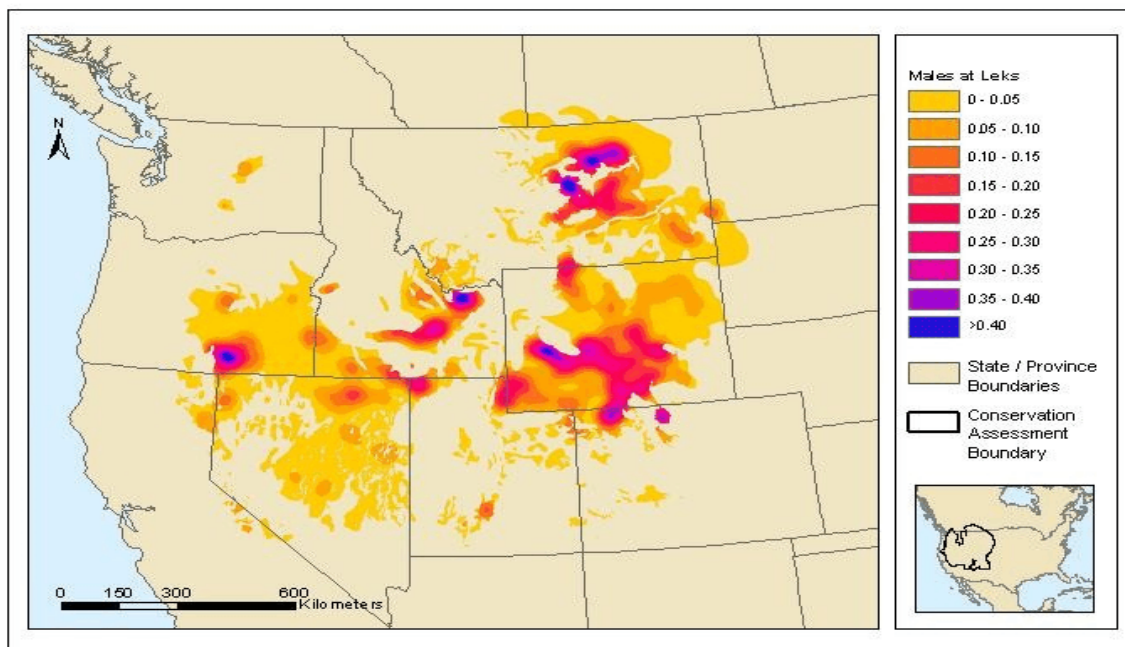 N
0 150 300 600
Kilometers
Males at Leks
0 - 0.05
0.05 - 0.10
0.10 - 0.15
0.15 - 0.20
0.20 - 0.25
0.25 - 0.30
0.30 - 0.35
0.35 - 0.40
>0.40
State / Province
Boundaries
Conservation
Assessment
Boundary